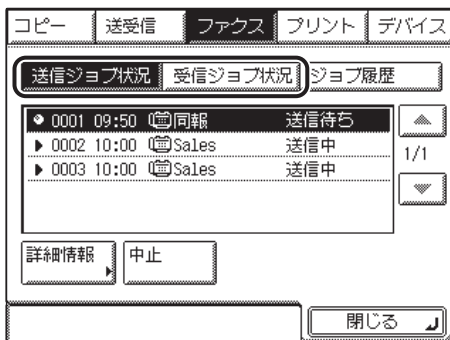 コピー 送受信 ファクス プリント デバイス
送信ジョブ状況 受信ジョブ状況 ジョブ履歴
0001 09:50 同報 送信待ち
0002 10:00 Sales 送信中
0003 10:00 Sales 送信中
1/1
詳細情報 中止
閉じる